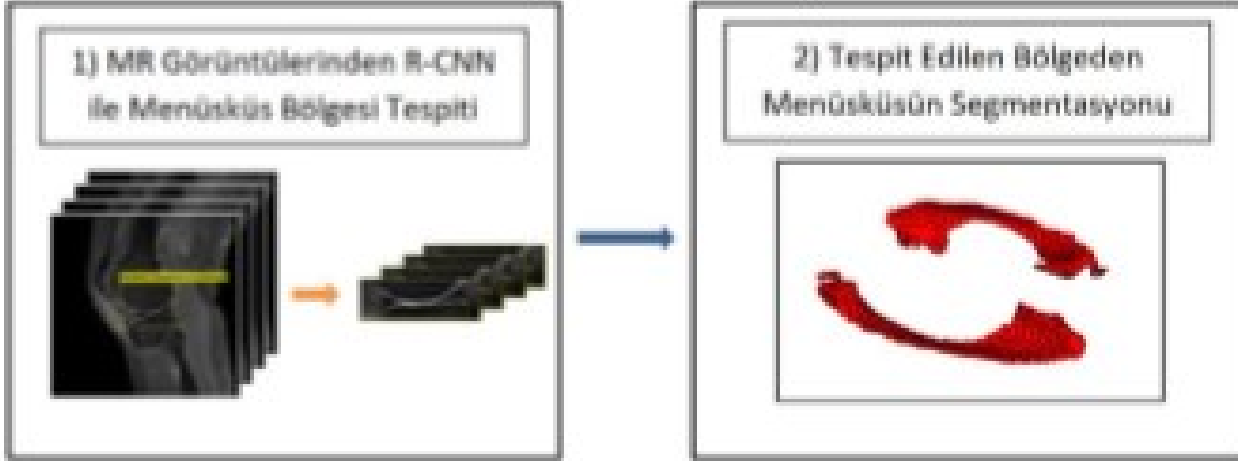 1) MR Görüntülerinden R-CNN
ile Menüsküs Bölgesi Tespiti
2) Tespit Edilen Bölgeden
Menüsküsün Segmentasyonu